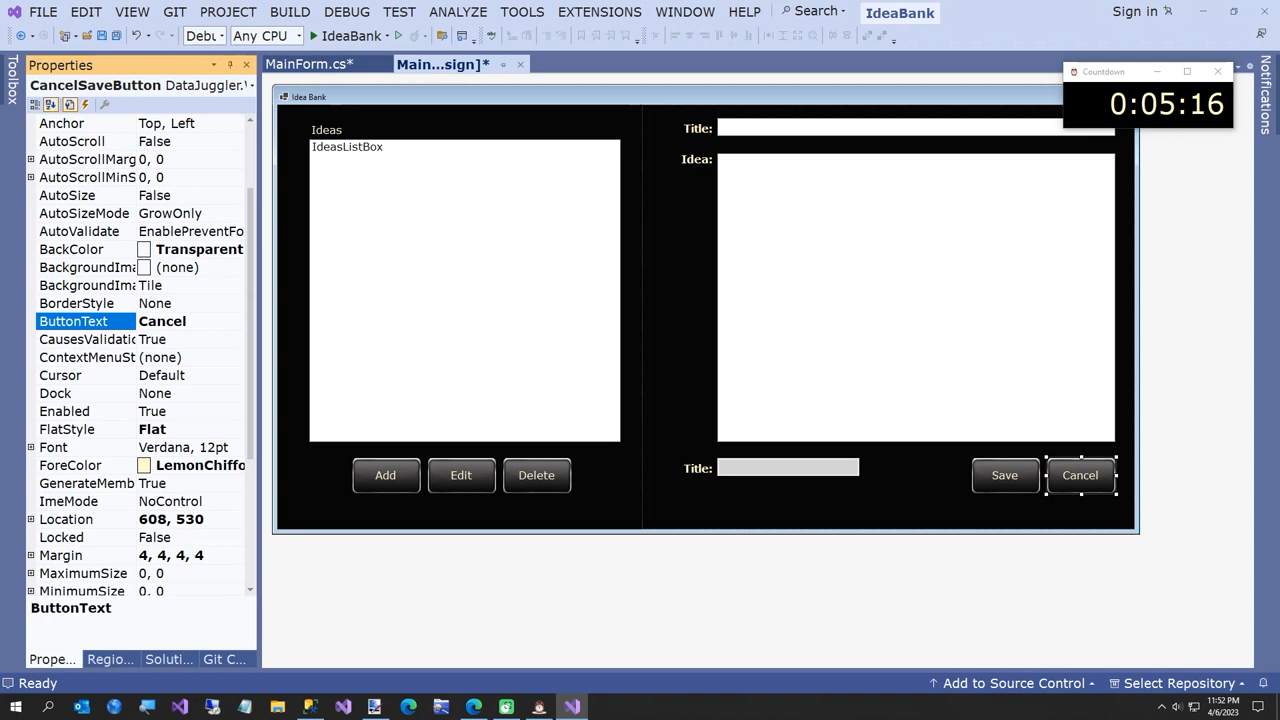 FILE EDIT VIEW GIT PROJECT BUILD DEBUG TEST ANALYZE TOOLS EXTENSIONS WINDOW HELP Search IdeaBank Sign in
Debu Any CPU IdeaBank
Toolbox
Properties
CancelSaveButton DataJuggler.
Anchor Top, Left
AutoScroll False
AutoScrollMarg 0, 0
AutoScrollMinS 0, 0
AutoSize False
AutoSizeMode GrowOnly
AutoValidate EnablePreventFo
BackColor Transparent
BackgroundIma (none)
BackgroundIma Tile
BorderStyle None
ButtonText Cancel
CausesValidatic True
ContextMenuSt (none)
Cursor Default
Dock None
Enabled True
FlatStyle Flat
Font Verdana, 12pt
ForeColor LemonChiffo
GenerateMemb True
ImeMode NoControl
Location 608, 530
Locked False
Margin 4, 4, 4, 4
MaximumSize 0, 0
MinimumSize 0, 0
ButtonText
Prope... Regio... Soluti... Git C...
MainForm.cs* Main...sign]*
Idea Bank
Ideas
IdeasListBox
Add Edit Delete
Title:
Idea:
Title:
Save Cancel
Countdown
0:05:16
Notifications
Ready Add to Source Control Select Repository
11:52 PM
4/6/2023